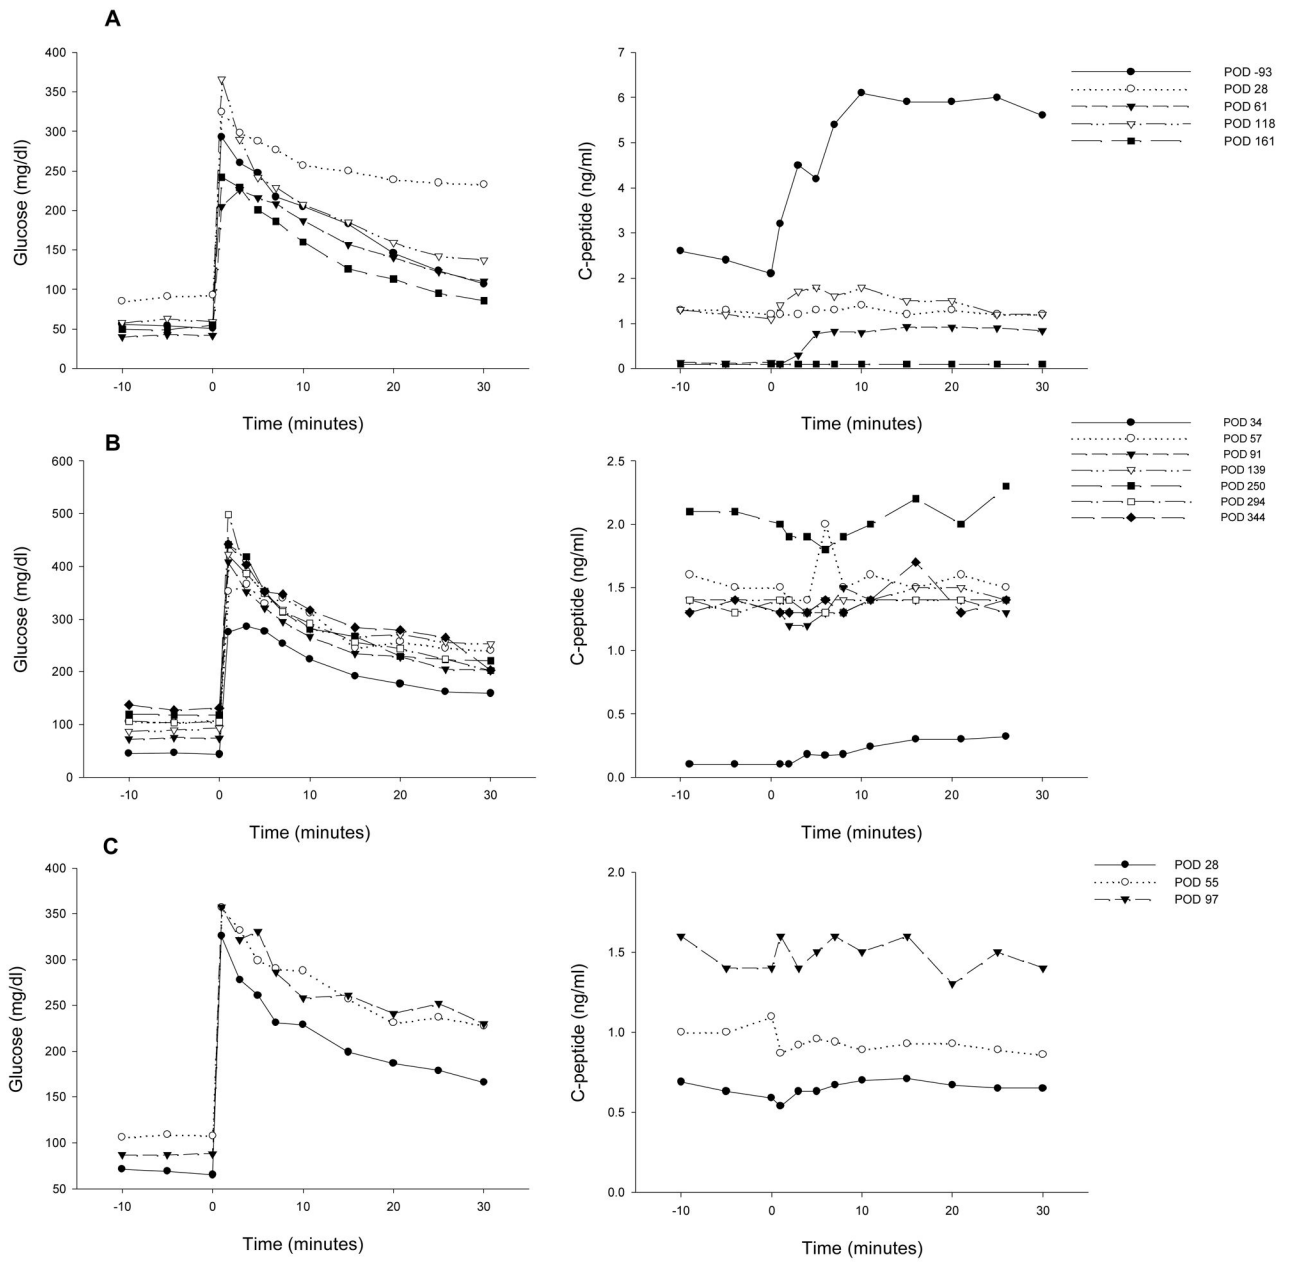 A
400
350
300
250
200
150
100
50
0
Glucose (mg/dl)
-10 0 10 20 30
Time (minutes)
7
6
5
4
3
2
1
0
C-peptide (ng/ml)
-10 0 10 20 30
Time (minutes)
POD -93
POD 28
POD 61
POD 118
POD 161
B
600
500
400
300
200
100
0
Glucose (mg/dl)
-10 0 10 20 30
Time (minutes)
2.5
2.0
1.5
1.0
0.5
0.0
C-peptide (ng/ml)
-10 0 10 20 30
Time (minutes)
POD 34
POD 57
POD 91
POD 139
POD 250
POD 294
POD 344
C
400
350
300
250
200
150
100
50
Glucose (mg/dl)
-10 0 10 20 30
Time (minutes)
2.0
1.5
1.0
0.5
0.0
C-peptide (ng/ml)
-10 0 10 20 30
Time (minutes)
POD 28
POD 55
POD 97